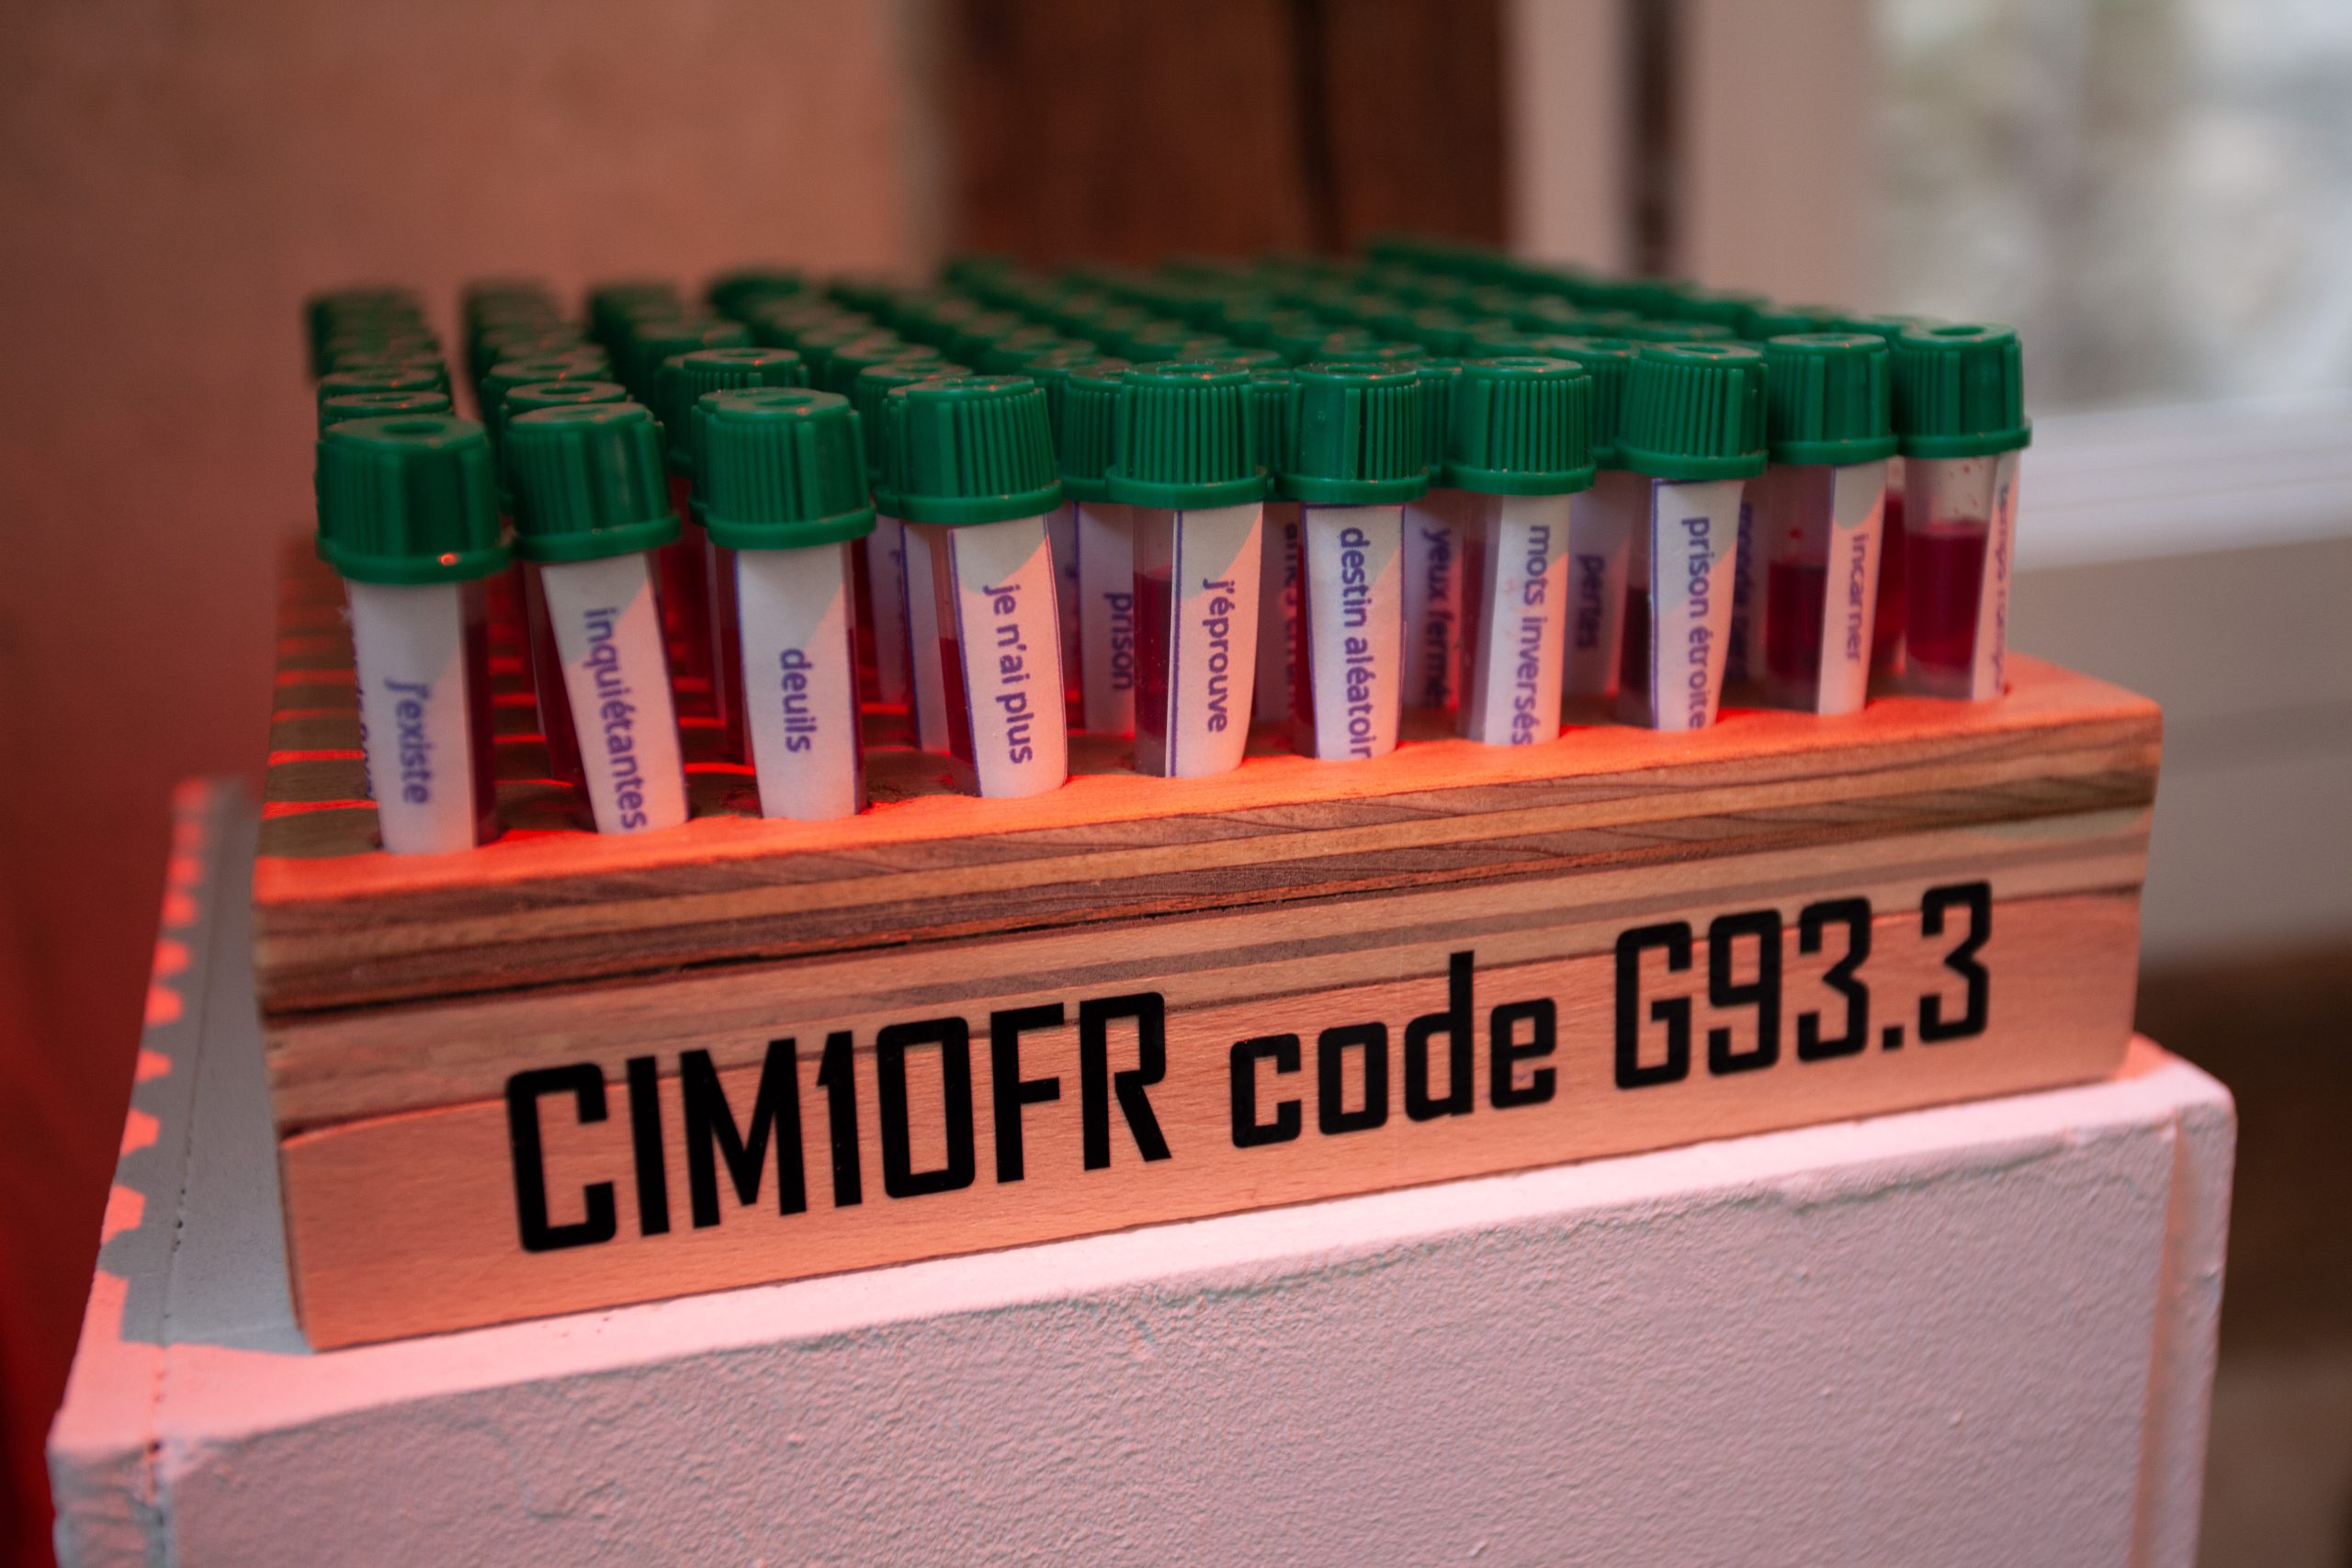 j'existe
inquiétantes
deuils
je n'ai plus
prison
j'éprouve
destin aléatoir
yeux fermé
mots inversés
perles
prison étroite
incarner
CIM10FR code G93.3